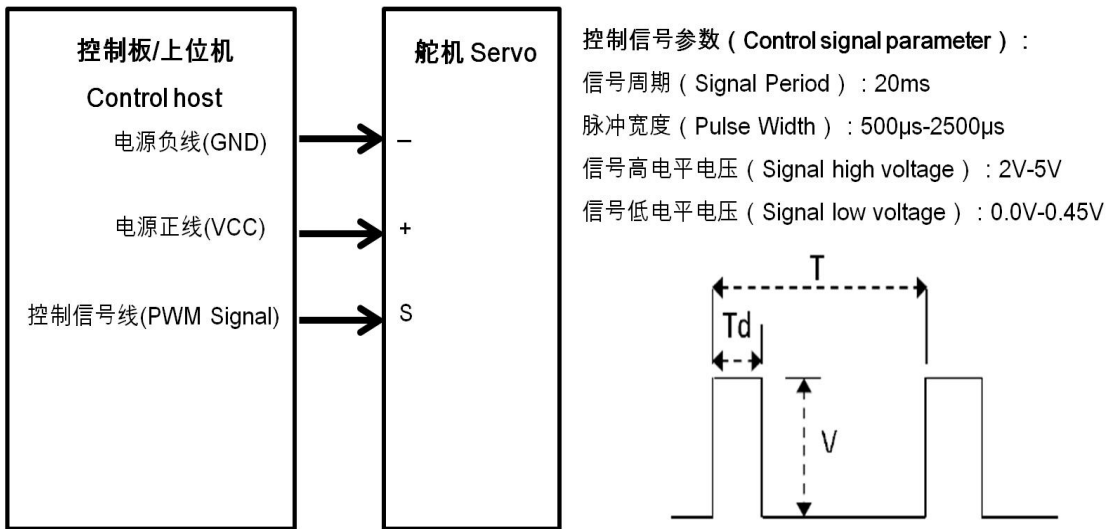 控制板/上位机
Control host
电源负线(GND)
电源正线(VCC)
控制信号线(PWM Signal)
舵机 Servo
–
+
S
控制信号参数（Control signal parameter）:
信号周期（Signal Period）: 20ms
脉冲宽度（Pulse Width）: 500μs-2500μs
信号高电平电压（Signal high voltage）: 2V-5V
信号低电平电压（Signal low voltage）: 0.0V-0.45V
T
Td
V